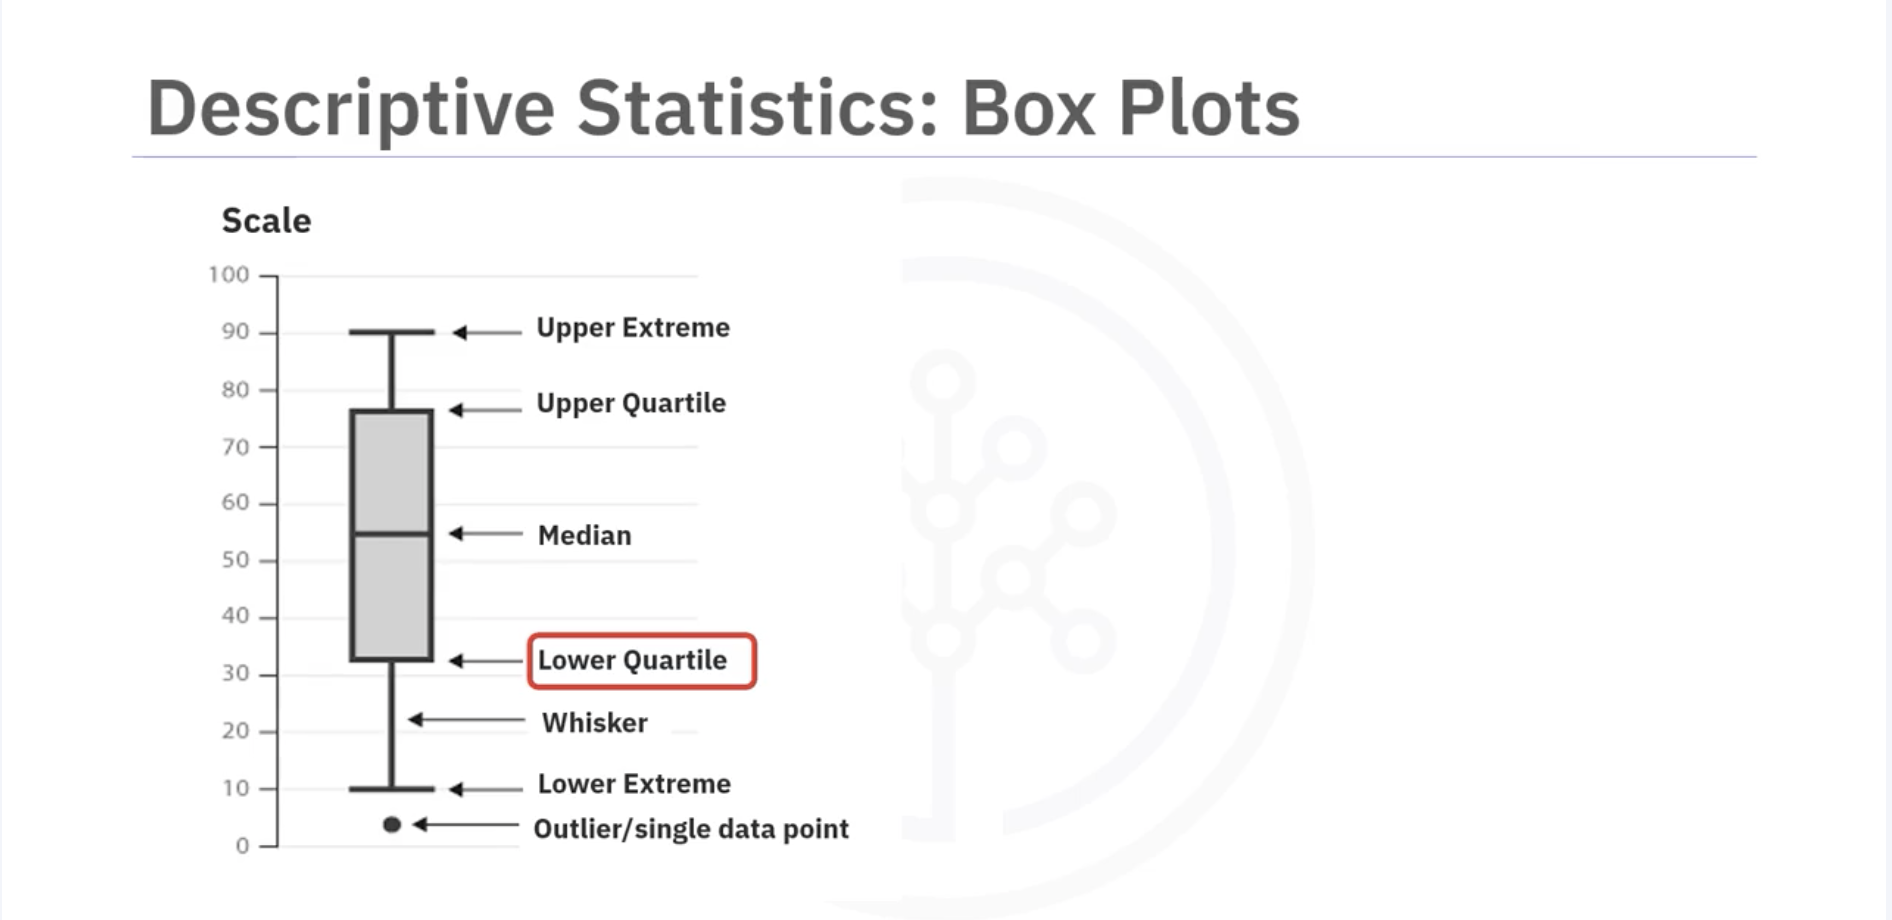 Descriptive Statistics: Box Plots
Scale
100
90
Upper Extreme
80
Upper Quartile
70
60
Median
50
40
Lower Quartile
30
Whisker
20
10
Lower Extreme
Outlier/single data point
0